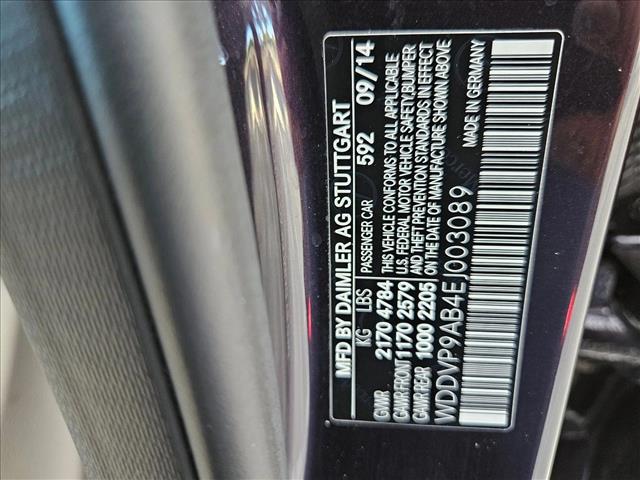 MFD BY DAIMLER AG STUTTGART
KG LBS PASSENGER CAR 592 09/14
GVWR 2170 4784 THIS VEHICLE CONFORMS TO ALL APPLICABLE
GAWR FRONT 1170 2579 U.S. FEDERAL MOTOR VEHICLE SAFETY,BUMPER
GAWR REAR 1000 2205 AND THEFT PREVENTION STANDARDS IN EFFECT
ON THE DATE OF MANUFACTURE SHOWN ABOVE
WDDVP9AB4EJ003089
MADE IN GERMANY